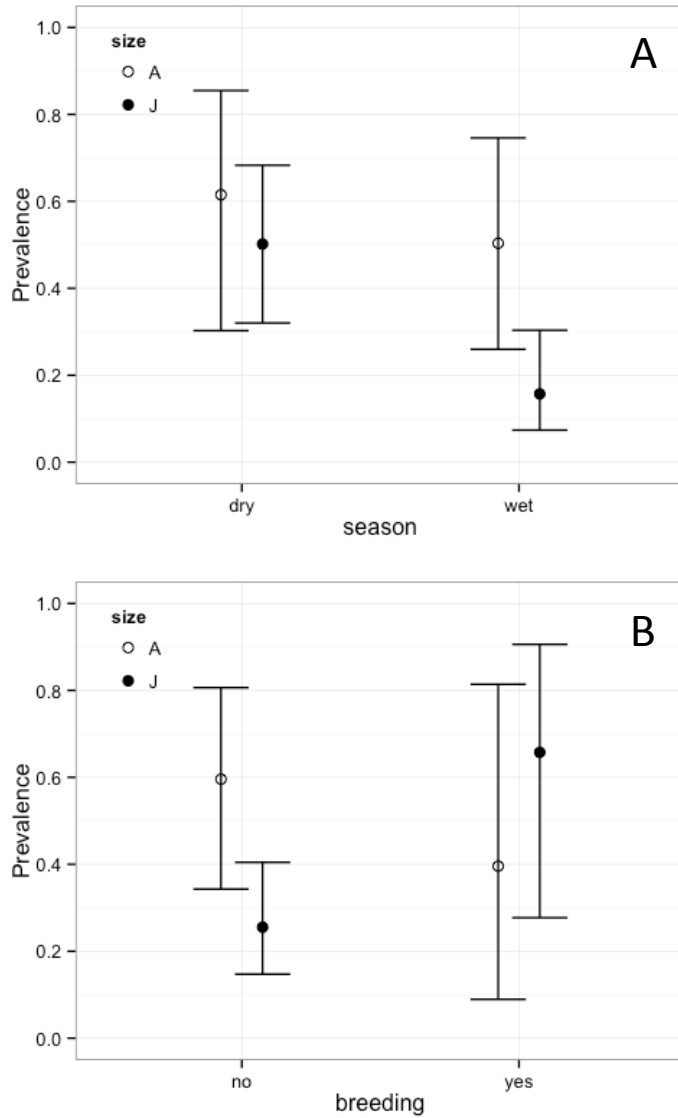 A
size
A
J
1.0
0.8
0.6
0.4
0.2
0.0
Prevalence
dry wet
season
B
size
A
J
1.0
0.8
0.6
0.4
0.2
0.0
Prevalence
no yes
breeding